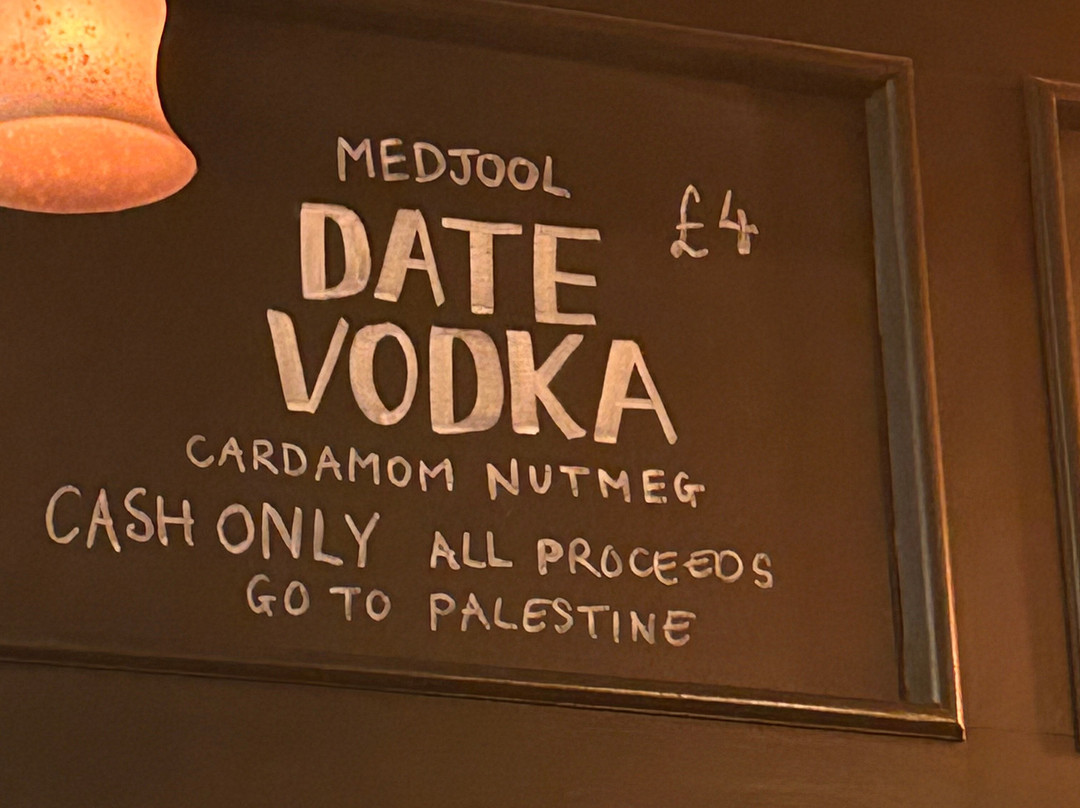 MEDJOOL
DATE £4
VODKA
CARDAMOM NUTMEG
CASH ONLY ALL PROCEEDS
GO TO PALESTINE